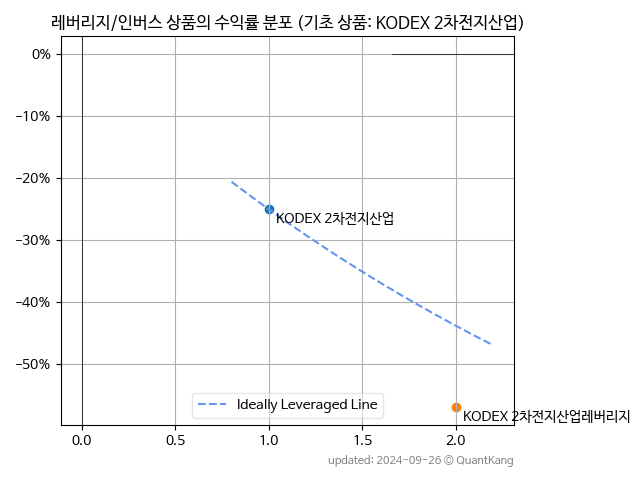 레버리지/인버스 상품의 수익률 분포 (기초 상품: KODEX 2차전지산업)
0%
-10%
-20%
-30%
-40%
-50%
KODEX 2차전지산업
KODEX 2차전지산업레버리지
Ideally Leveraged Line
0.0 0.5 1.0 1.5 2.0
updated: 2024-09-26 © QuantKang